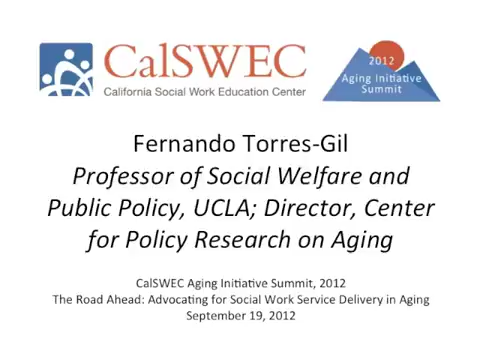 CalSWEC
California Social Work Education Center
2012
Aging Initiative
Summit
Fernando Torres-Gil
Professor of Social Welfare and
Public Policy, UCLA; Director, Center
for Policy Research on Aging
CalSWEC Aging Initiative Summit, 2012
The Road Ahead: Advocating for Social Work Service Delivery in Aging
September 19, 2012